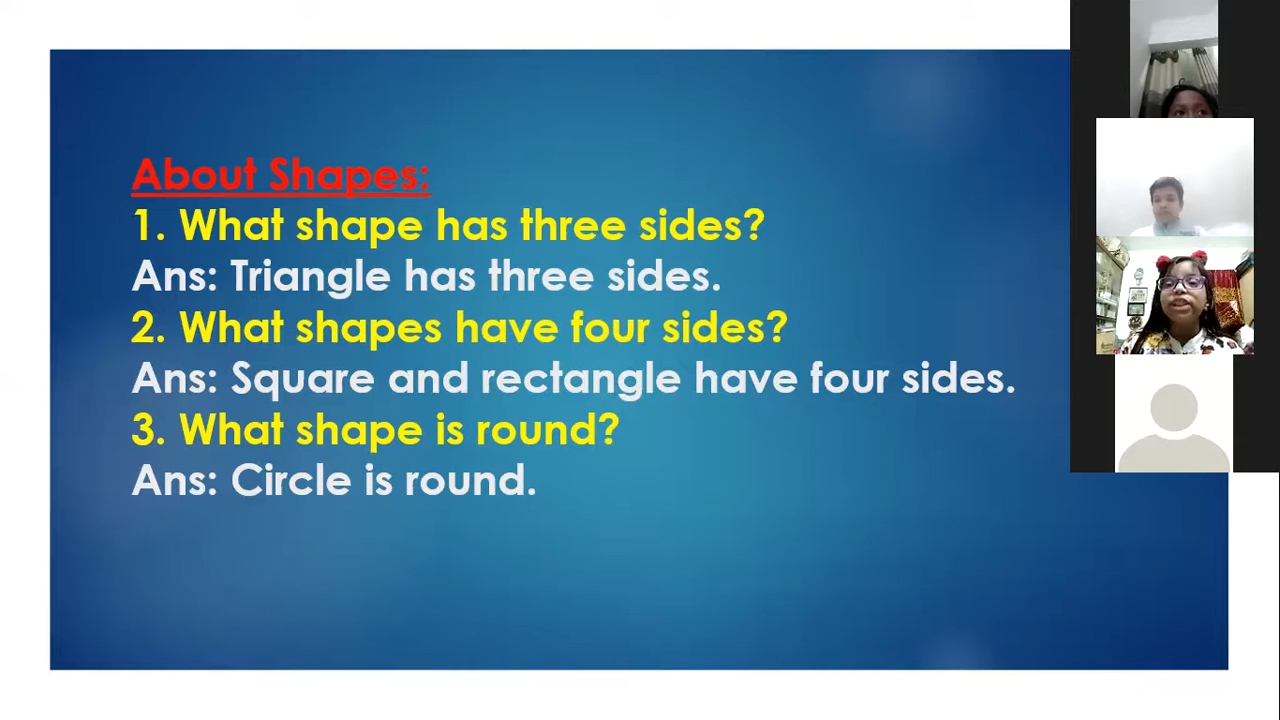 About Shapes:
1. What shape has three sides?
Ans: Triangle has three sides.
2. What shapes have four sides?
Ans: Square and rectangle have four sides.
3. What shape is round?
Ans: Circle is round.